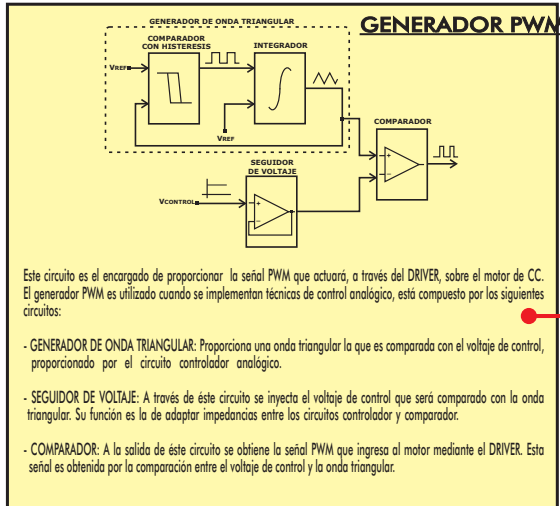 GENERADOR DE ONDA TRIANGULAR
GENERADOR PWM
COMPARADOR
CON HISTERESIS
INTEGRADOR
VREF
VREF
COMPARADOR
+
−
SEGUIDOR
DE VOLTAJE
VCONTROL
+
−
Este circuito es el encargado de proporcionar la señal PWM que actuará, a través del DRIVER, sobre el motor de CC.
El generador PWM es utilizado cuando se implementan técnicas de control analógico, está compuesto por los siguientes
circuitos:
- GENERADOR DE ONDA TRIANGULAR: Proporciona una onda triangular la que es comparada con el voltaje de control,
proporcionado por el circuito controlador analógico.
- SEGUIDOR DE VOLTAJE: A través de éste circuito se inyecta el voltaje de control que será comparado con la onda
triangular. Su función es la de adaptar impedancias entre los circuitos controlador y comparador.
- COMPARADOR: A la salida de éste circuito se obtiene la señal PWM que ingresa al motor mediante el DRIVER. Esta
señal es obtenida por la comparación entre el voltaje de control y la onda triangular.